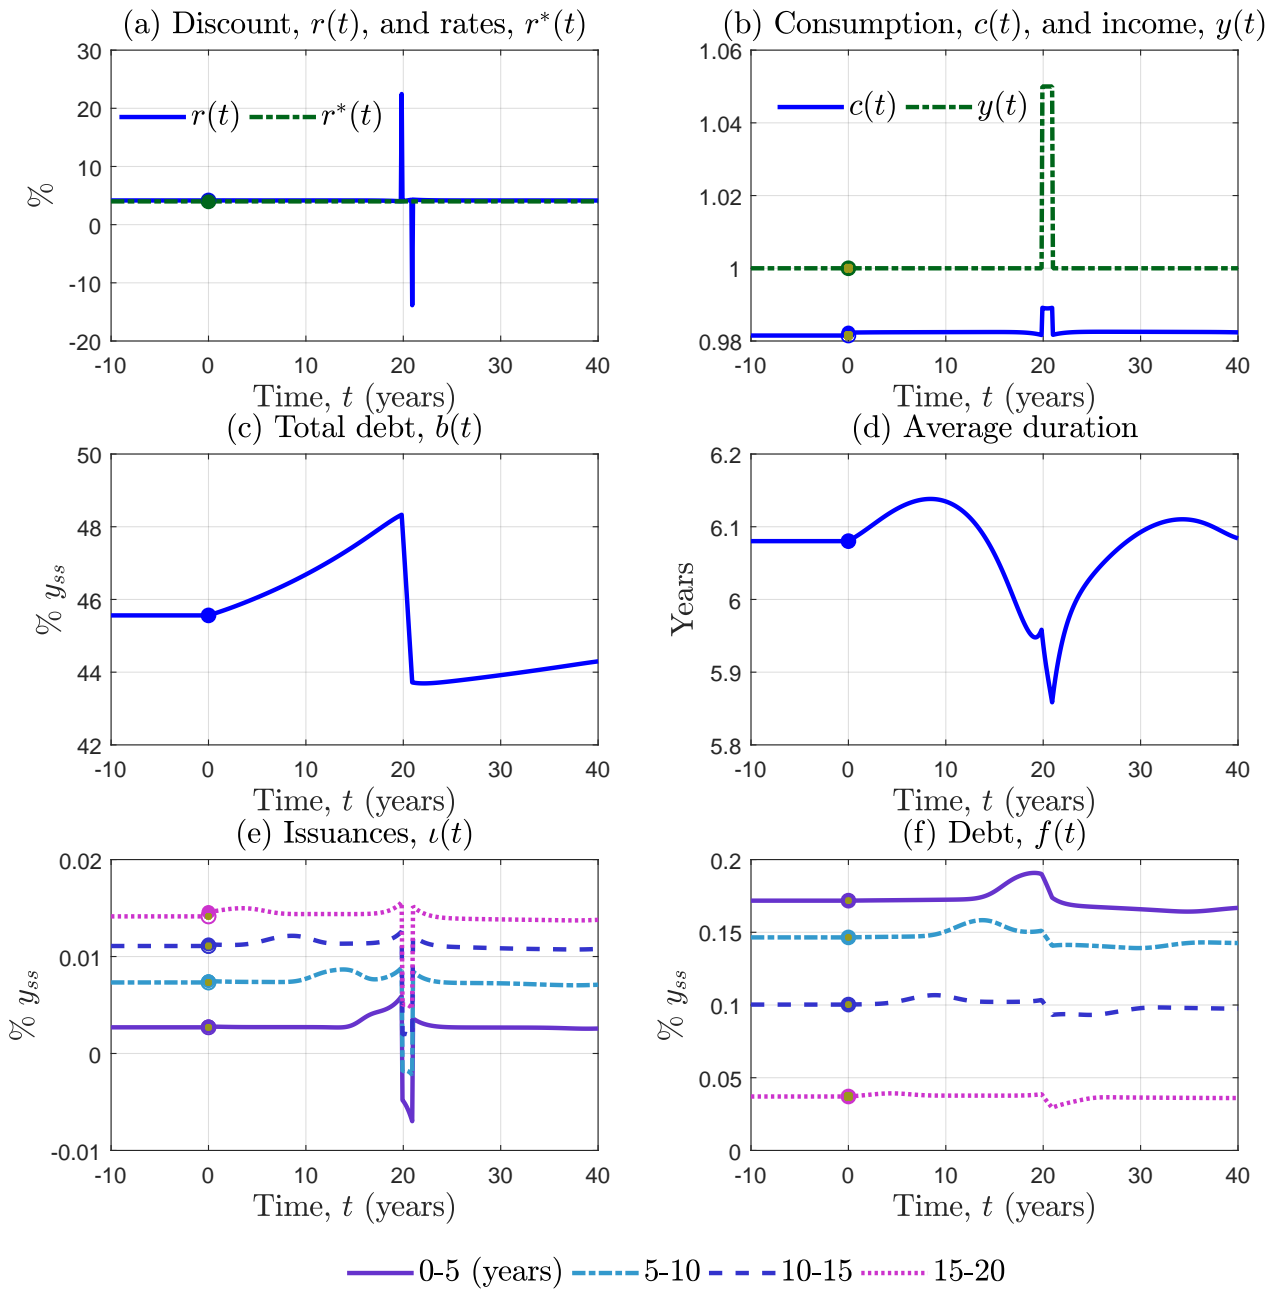 (a) Discount, r(t), and rates, r*(t)
30
20
10
0
-10
-20
%
r(t)
r*(t)
-10 0 10 20 30 40
Time, t (years)
(b) Consumption, c(t), and income, y(t)
1.06
1.04
1.02
1
0.98
c(t)
y(t)
-10 0 10 20 30 40
Time, t (years)
(c) Total debt, b(t)
50
48
46
44
42
% yss
-10 0 10 20 30 40
Time, t (years)
(d) Average duration
6.2
6.1
6
5.9
5.8
Years
-10 0 10 20 30 40
Time, t (years)
(e) Issuances, ι(t)
0.02
0.01
0
-0.01
% yss
-10 0 10 20 30 40
Time, t (years)
(f) Debt, f(t)
0.2
0.15
0.1
0.05
0
% yss
-10 0 10 20 30 40
Time, t (years)
0-5 (years) 5-10 10-15 15-20